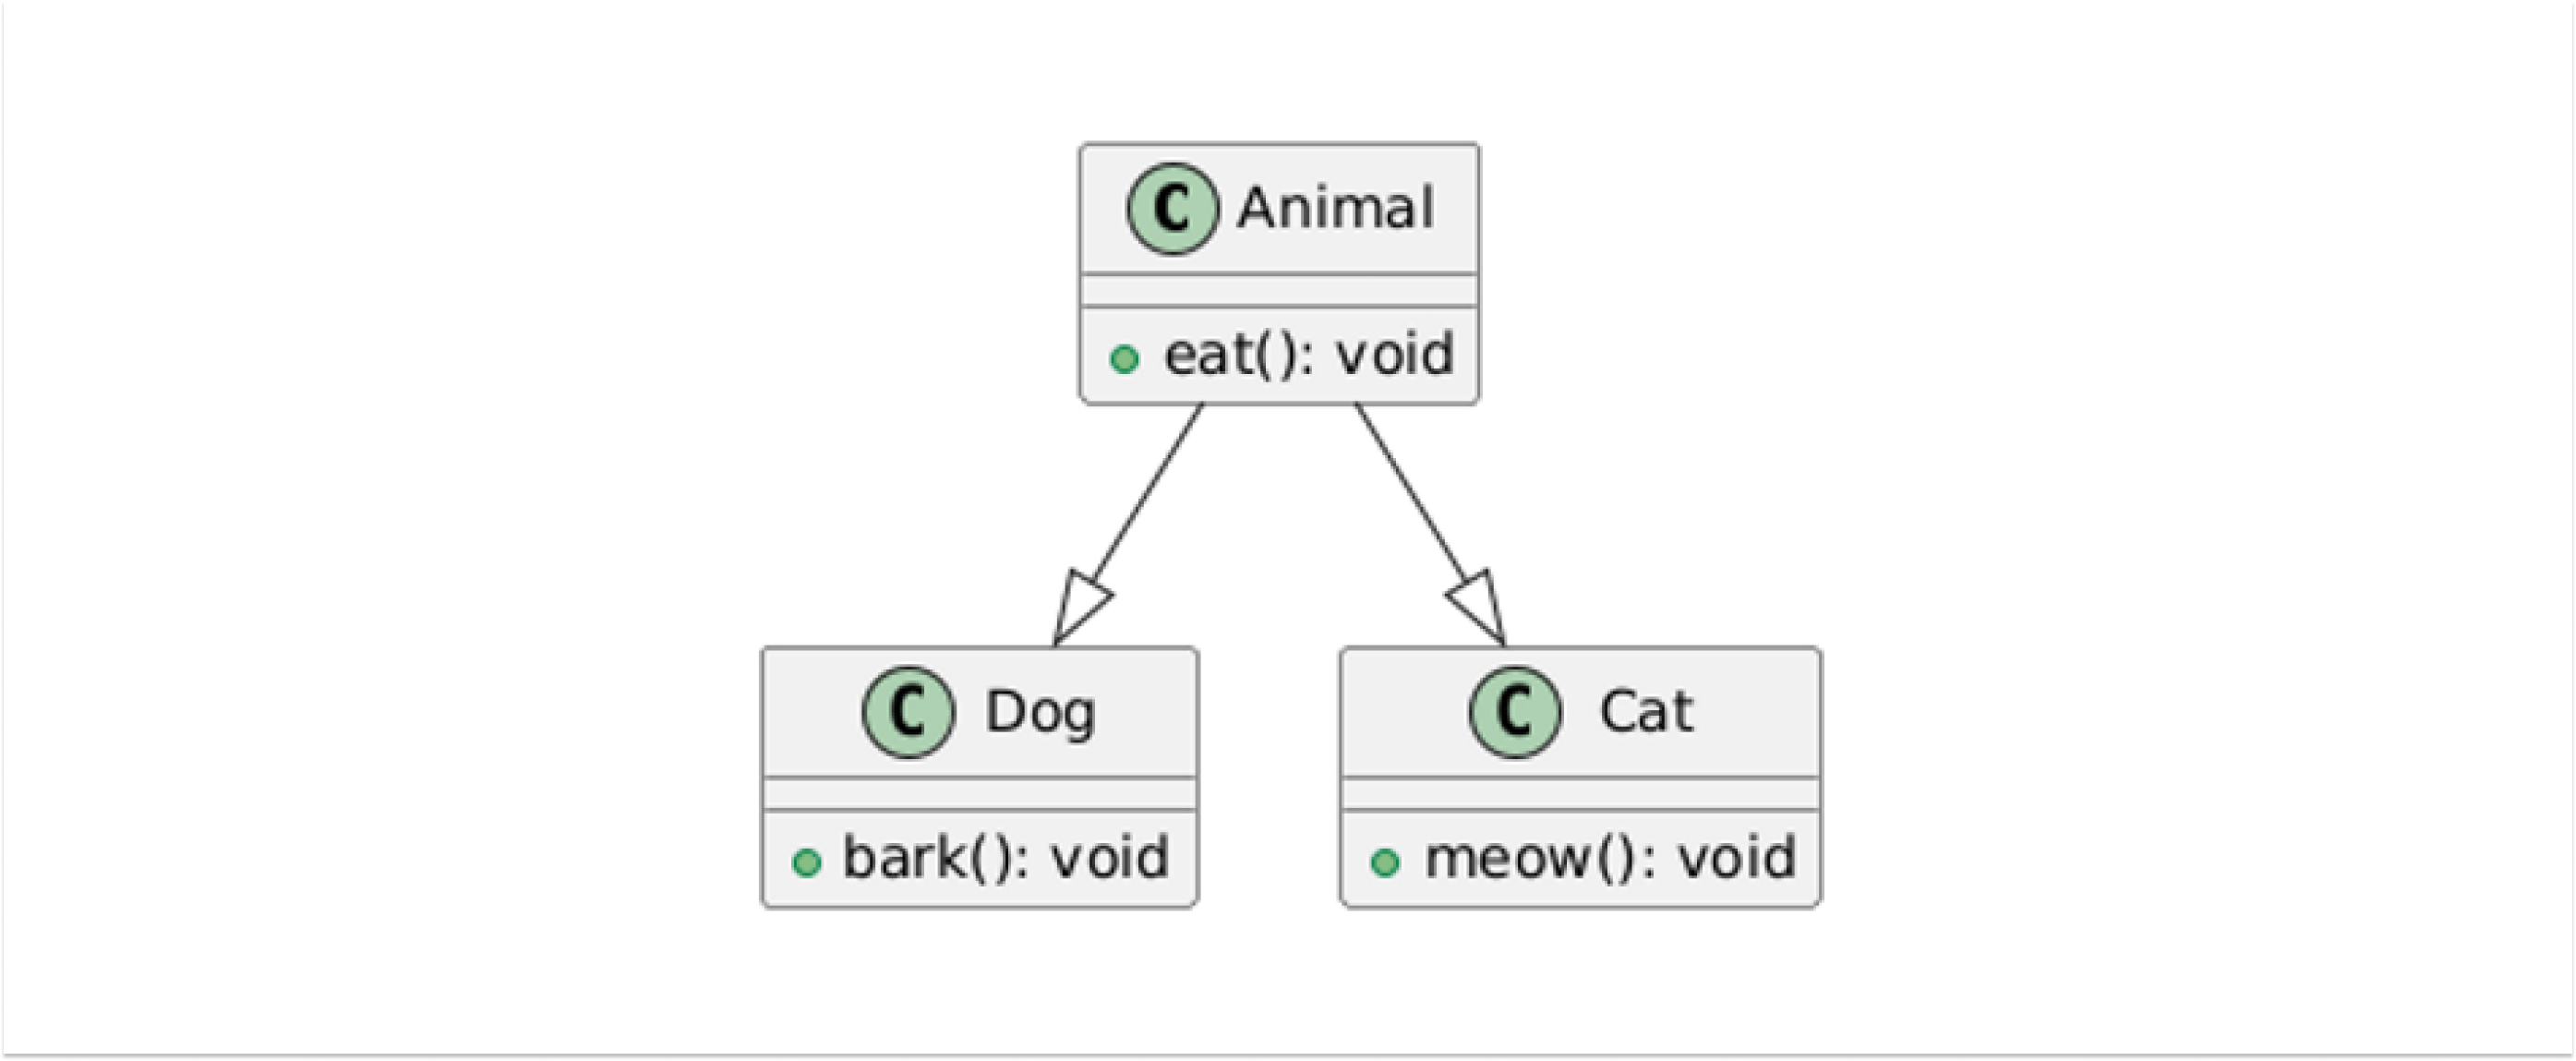 C Animal
eat(): void
C Dog
C Cat
bark(): void
meow(): void